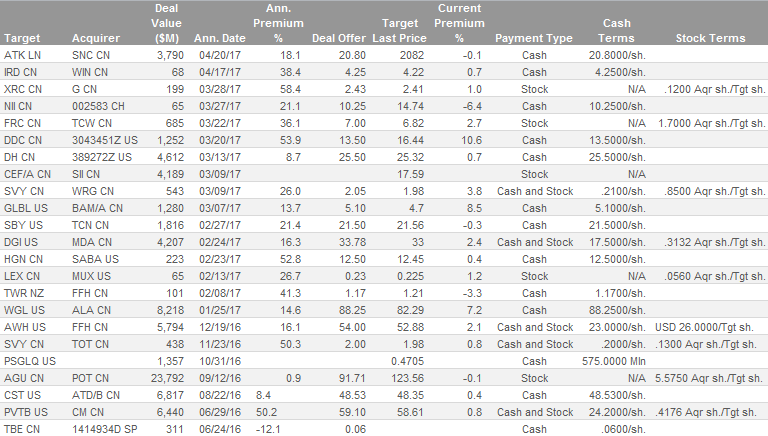 Deal Ann. Target Current
Value Premium Last Price Premium Cash
Target Acquirer ($M) Ann. Date % Deal Offer % Payment Type Terms Stock Terms
ATK LN SNC CN 3,790 04/20/17 18.1 20.80 2082 -0.1 Cash 20.8000/sh.
IRD CN WIN CN 68 04/17/17 38.4 4.25 4.22 0.7 Cash 4.2500/sh.
XRC CN G CN 199 03/28/17 58.4 2.43 2.41 1.0 Stock N/A .1200 Aqr sh./Tgt sh.
NII CN 002583 CH 65 03/27/17 21.1 10.25 14.74 -6.4 Cash 10.2500/sh.
FRC CN TCW CN 685 03/22/17 36.1 7.00 6.82 2.7 Stock N/A 1.7000 Aqr sh./Tgt sh.
DDC CN 3043451Z US 1,252 03/20/17 53.9 13.50 16.44 10.6 Cash 13.5000/sh.
DH CN 389272Z US 4,612 03/13/17 8.7 25.50 25.32 0.7 Cash 25.5000/sh.
CEF/A CN SII CN 4,189 03/09/17 17.59 Stock N/A
SVY CN WRG CN 543 03/09/17 26.0 2.05 1.98 3.8 Cash and Stock .2100/sh. .8500 Aqr sh./Tgt sh.
GLBL US BAM/A CN 1,280 03/07/17 13.7 5.10 4.7 8.5 Cash 5.1000/sh.
SBY US TCN CN 1,816 02/27/17 21.4 21.50 21.56 -0.3 Cash 21.5000/sh.
DGI US MDA CN 4,207 02/24/17 16.3 33.78 33 2.4 Cash and Stock 17.5000/sh. .3132 Aqr sh./Tgt sh.
HGN CN SABA US 223 02/23/17 52.8 12.50 12.45 0.4 Cash 12.5000/sh.
LEX CN MUX US 65 02/13/17 26.7 0.23 0.225 1.2 Stock N/A .0560 Aqr sh./Tgt sh.
TWR NZ FFH CN 101 02/08/17 41.3 1.17 1.21 -3.3 Cash 1.1700/sh.
WGL US ALA CN 8,218 01/25/17 14.6 88.25 82.29 7.2 Cash 88.2500/sh.
AWH US FFH CN 5,794 12/19/16 16.1 54.00 52.88 2.1 Cash and Stock 23.0000/sh. USD 26.0000/Tgt sh.
SVY CN TOT CN 438 11/23/16 50.3 2.00 1.98 0.8 Cash and Stock .2000/sh. .1300 Aqr sh./Tgt sh.
PSGLQ US 1,357 10/31/16 0.4705 Cash 575.0000 Mln
AGU CN POT CN 23,792 09/12/16 0.9 91.71 123.56 -0.1 Stock N/A 5.5750 Aqr sh./Tgt sh.
CST US ATD/B CN 6,817 08/22/16 8.4 48.53 48.35 0.4 Cash 48.5300/sh.
PVTB US CM CN 6,440 06/29/16 50.2 59.10 58.61 0.8 Cash and Stock 24.2000/sh. .4176 Aqr sh./Tgt sh.
TBE CN 1414934D SP 311 06/24/16 -12.1 0.06 Cash .0600/sh.